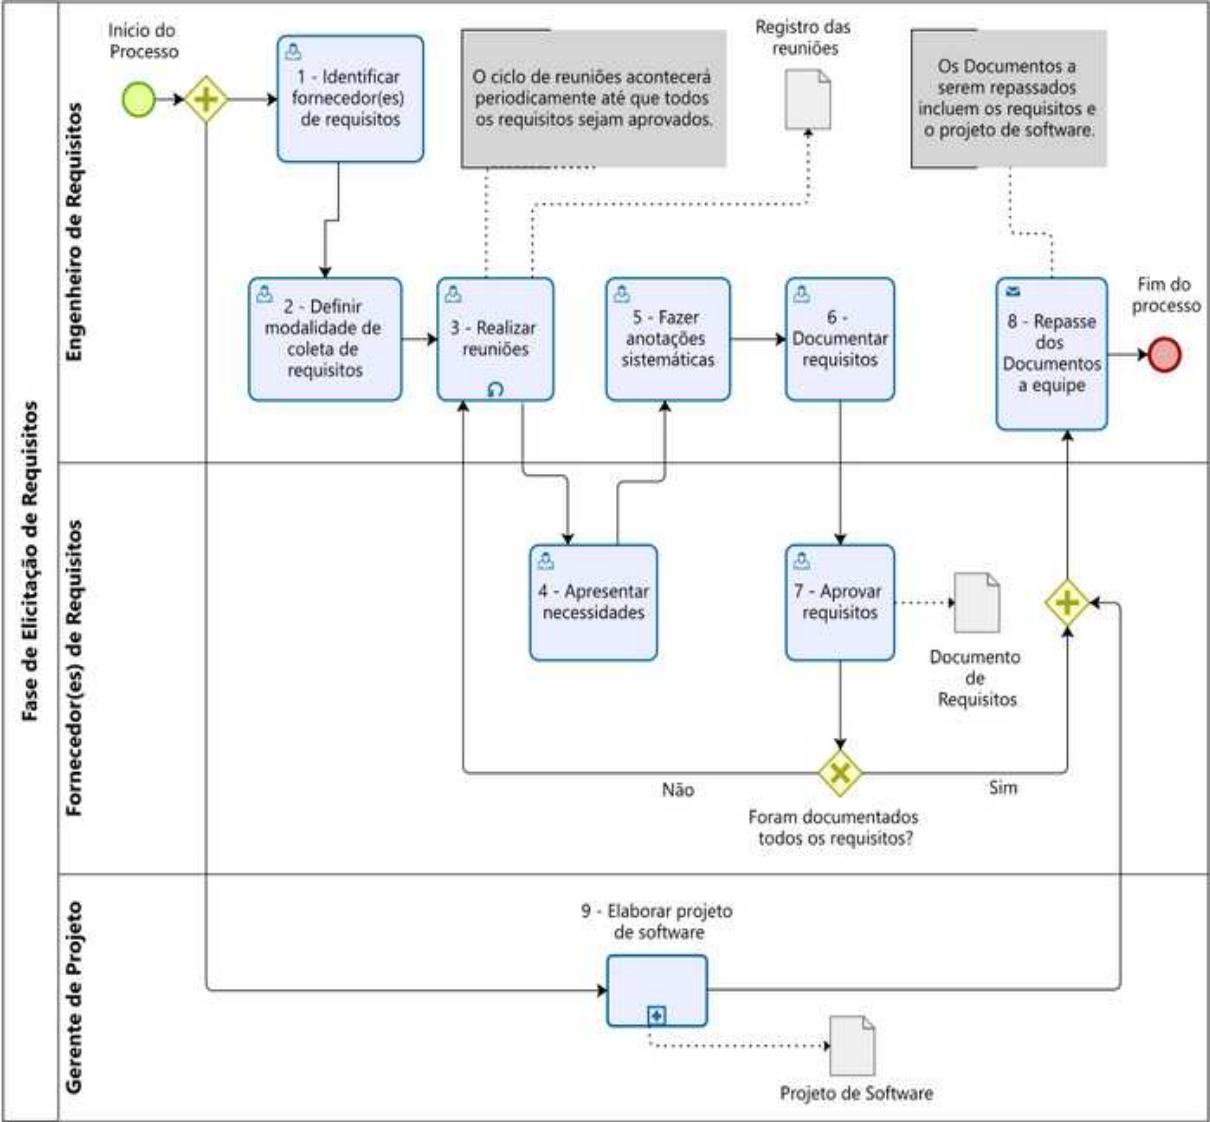 Fase de Elicitação de Requisitos
Engenheiro de Requisitos
Início do
Processo
1 - Identificar
fornecedor(es)
de requisitos
O ciclo de reuniões acontecerá
periodicamente até que todos
os requisitos sejam aprovados.
Registro das
reuniões
Os Documentos a
serem repassados
incluem os requisitos e
o projeto de software.
2 - Definir
modalidade de
coleta de
requisitos
3 - Realizar
reuniões
5 - Fazer
anotações
sistemáticas
6 -
Documentar
requisitos
8 - Repasse
dos
Documentos
a equipe
Fim do
processo
Fornecedor(es) de Requisitos
4 - Apresentar
necessidades
7 - Aprovar
requisitos
Documento
de
Requisitos
Não
Sim
Foram documentados
todos os requisitos?
Gerente de Projeto
9 - Elaborar projeto
de software
Projeto de Software